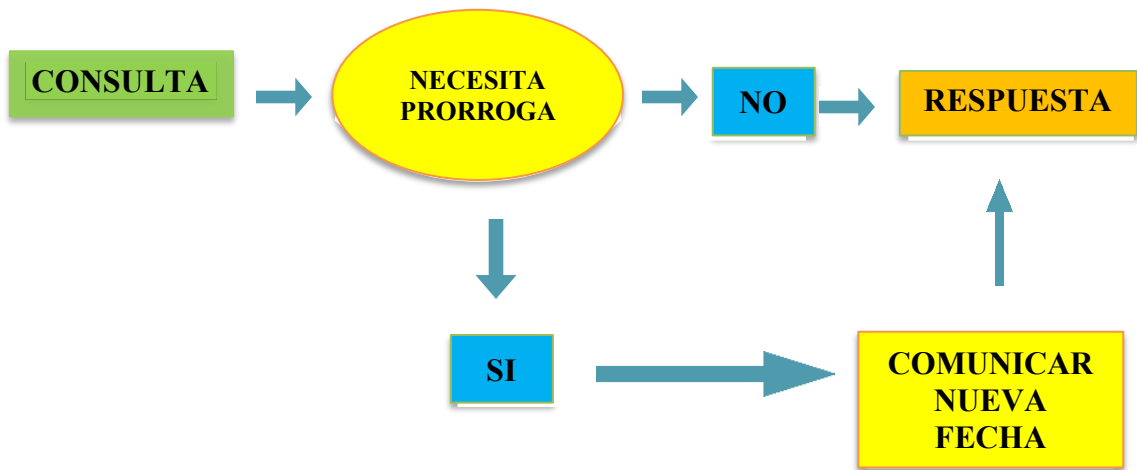 CONSULTA
NECESITA
PRORROGA
NO
RESPUESTA
SI
COMUNICAR
NUEVA
FECHA